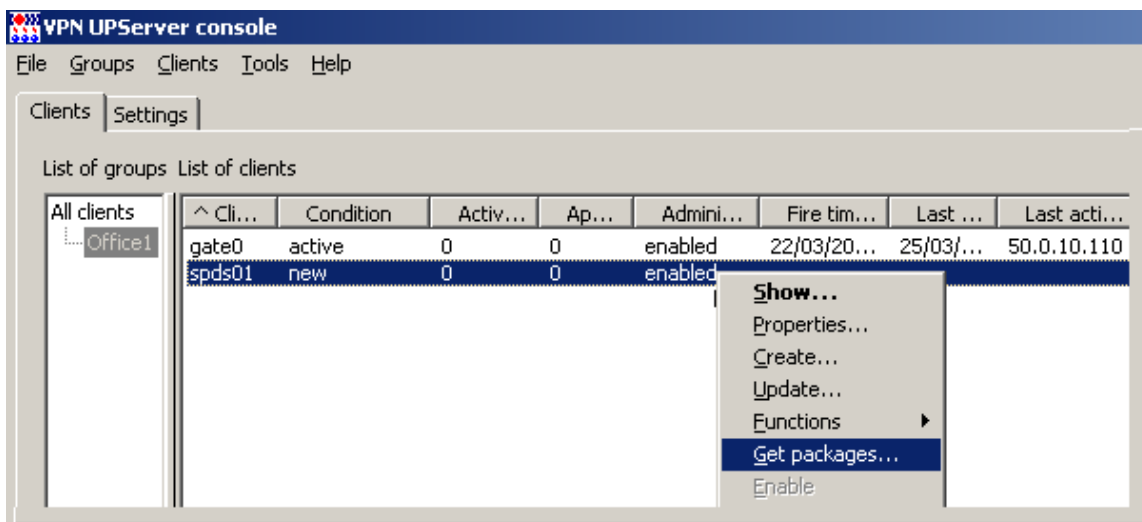 VPN UPServer console
File Groups Clients Tools Help
Clients Settings
List of groups List of clients
All clients
Office1
^ Cli... Condition Activ... Ap... Admini... Fire tim... Last ... Last acti...
gate0 active 0 0 enabled 22/03/20... 25/03/... 50.0.10.110
spds01 new 0 0 enabled
Show...
Properties...
Create...
Update...
Functions
Get packages...
Enable